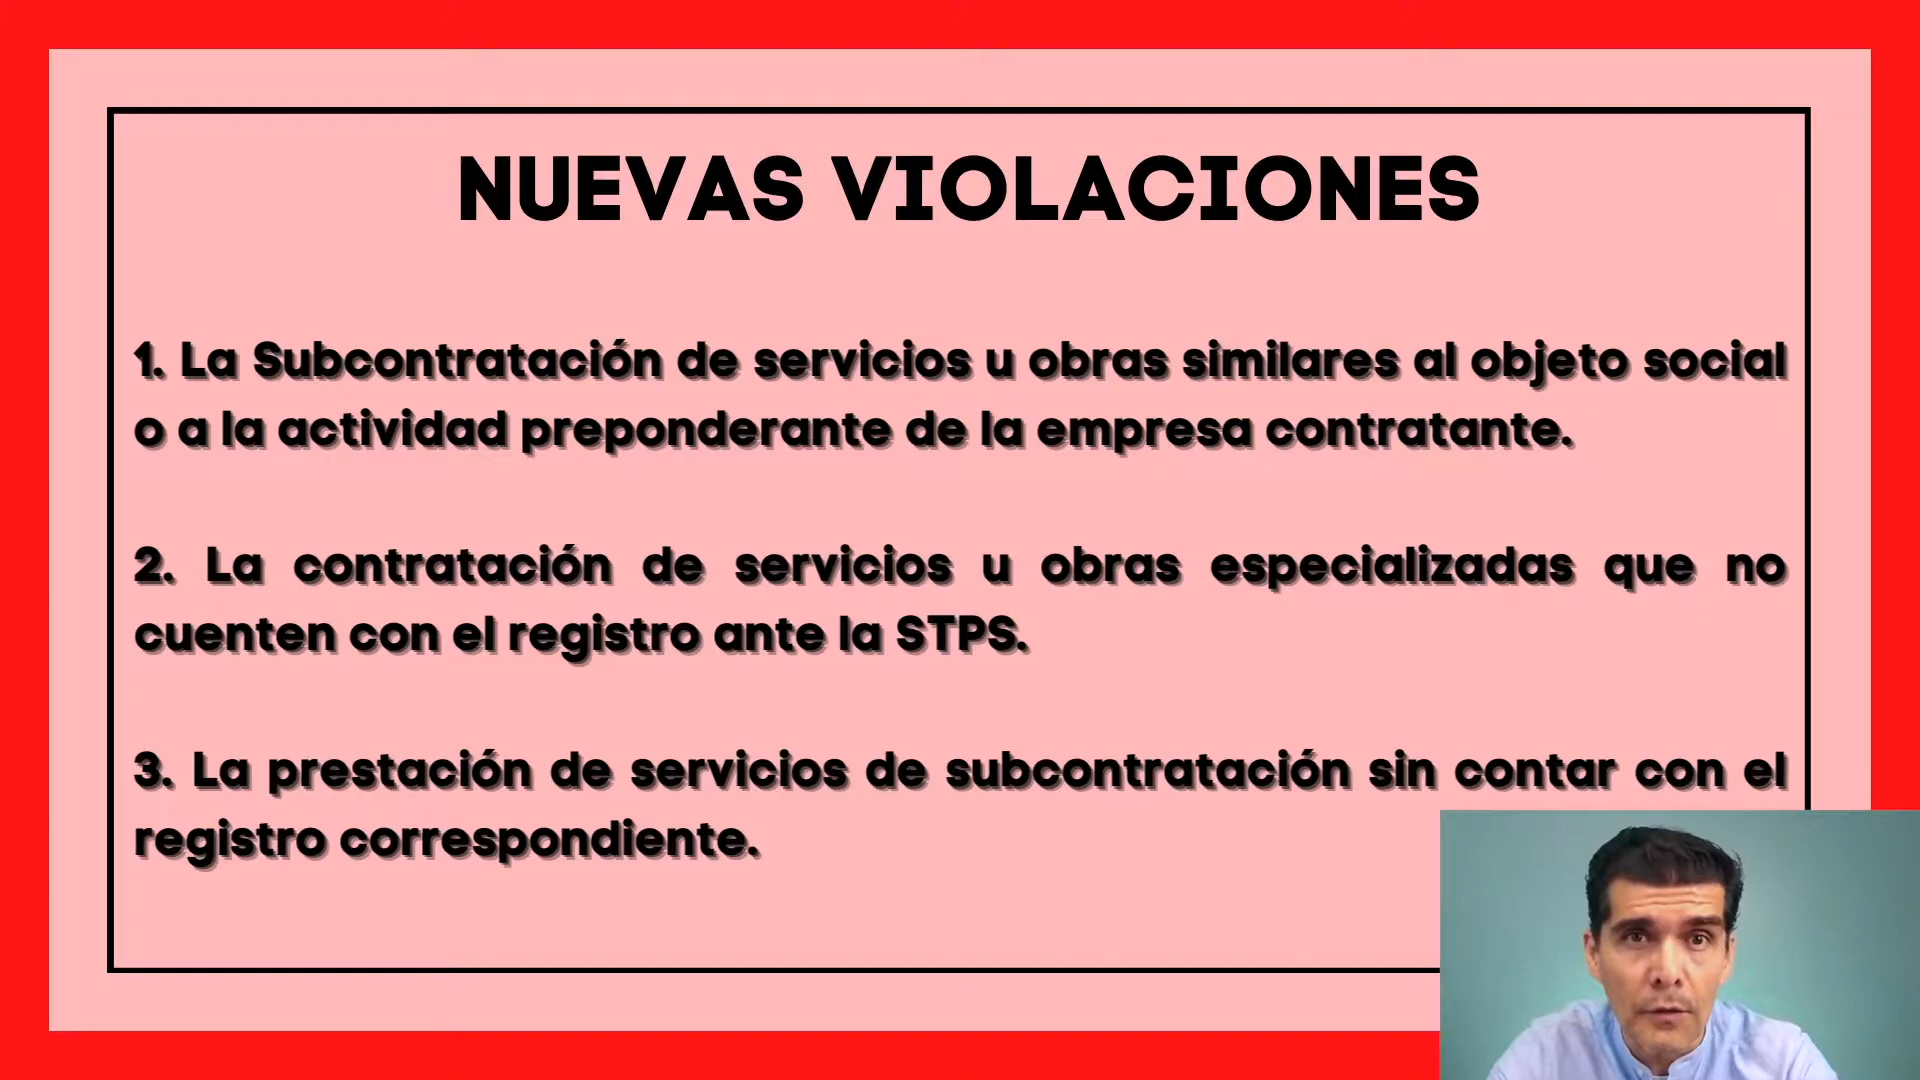 NUEVAS VIOLACIONES
1. La Subcontratación de servicios u obras similares al objeto social
o a la actividad preponderante de la empresa contratante.
2. La contratación de servicios u obras especializadas que no
cuenten con el registro ante la STPS.
3. La prestación de servicios de subcontratación sin contar con el
registro correspondiente.